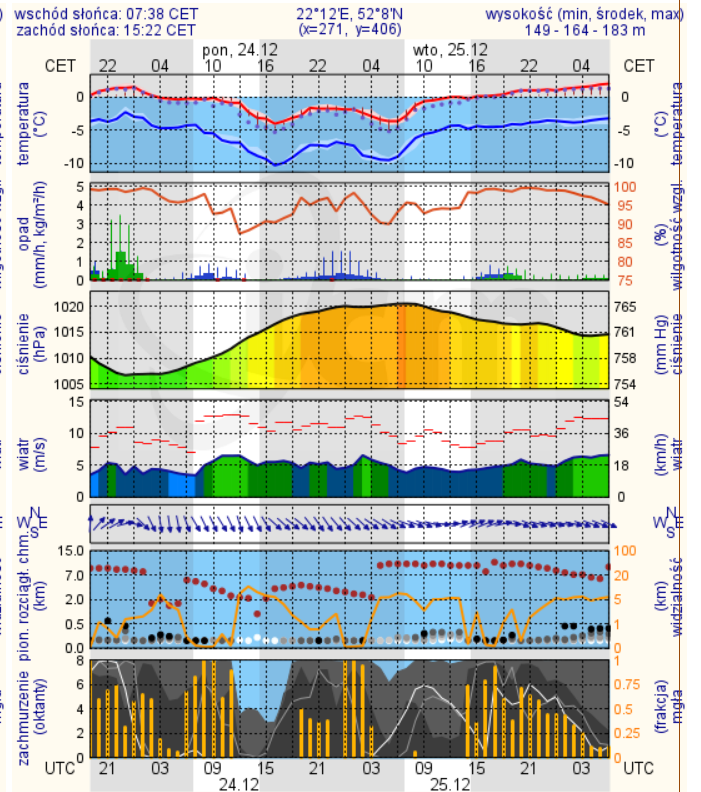 wschód słońca: 07:38 CET 22°12'E, 52°8'N wysokość (min, środek, max)
zachód słońca: 15:22 CET (x=271, y=406) 149 - 164 - 183 m
pon, 24.12 wto, 25.12
CET 22 04 10 16 22 04 10 16 22 04 CET
temperatura
(°C)
0
-5
-10
0
-5
-10
(°C)
temperatura
opad
(mm/h, kg/m²/h)
5
4
3
2
1
0
100
95
90
85
80
75
(%)
wilgotność wzgl.
ciśnienie
(hPa)
1020
1015
1010
1005
765
761
758
754
(mm Hg)
ciśnienie
wiatr
(m/s)
15
10
5
0
54
36
18
0
(km/h)
wiatr
N
W E
S
N
W E
S
pion. rozciągł. chm.
(km)
15.0
7.0
2.0
0.5
0.0
100
20
5
1
0
(km)
widzialność
zachmurzenie
(oktanty)
8
6
4
2
0
1
0.75
0.5
0.25
0
(frakcja)
mgła
UTC 21 03 09 15 21 03 09 15 21 03 UTC
24.12 25.12